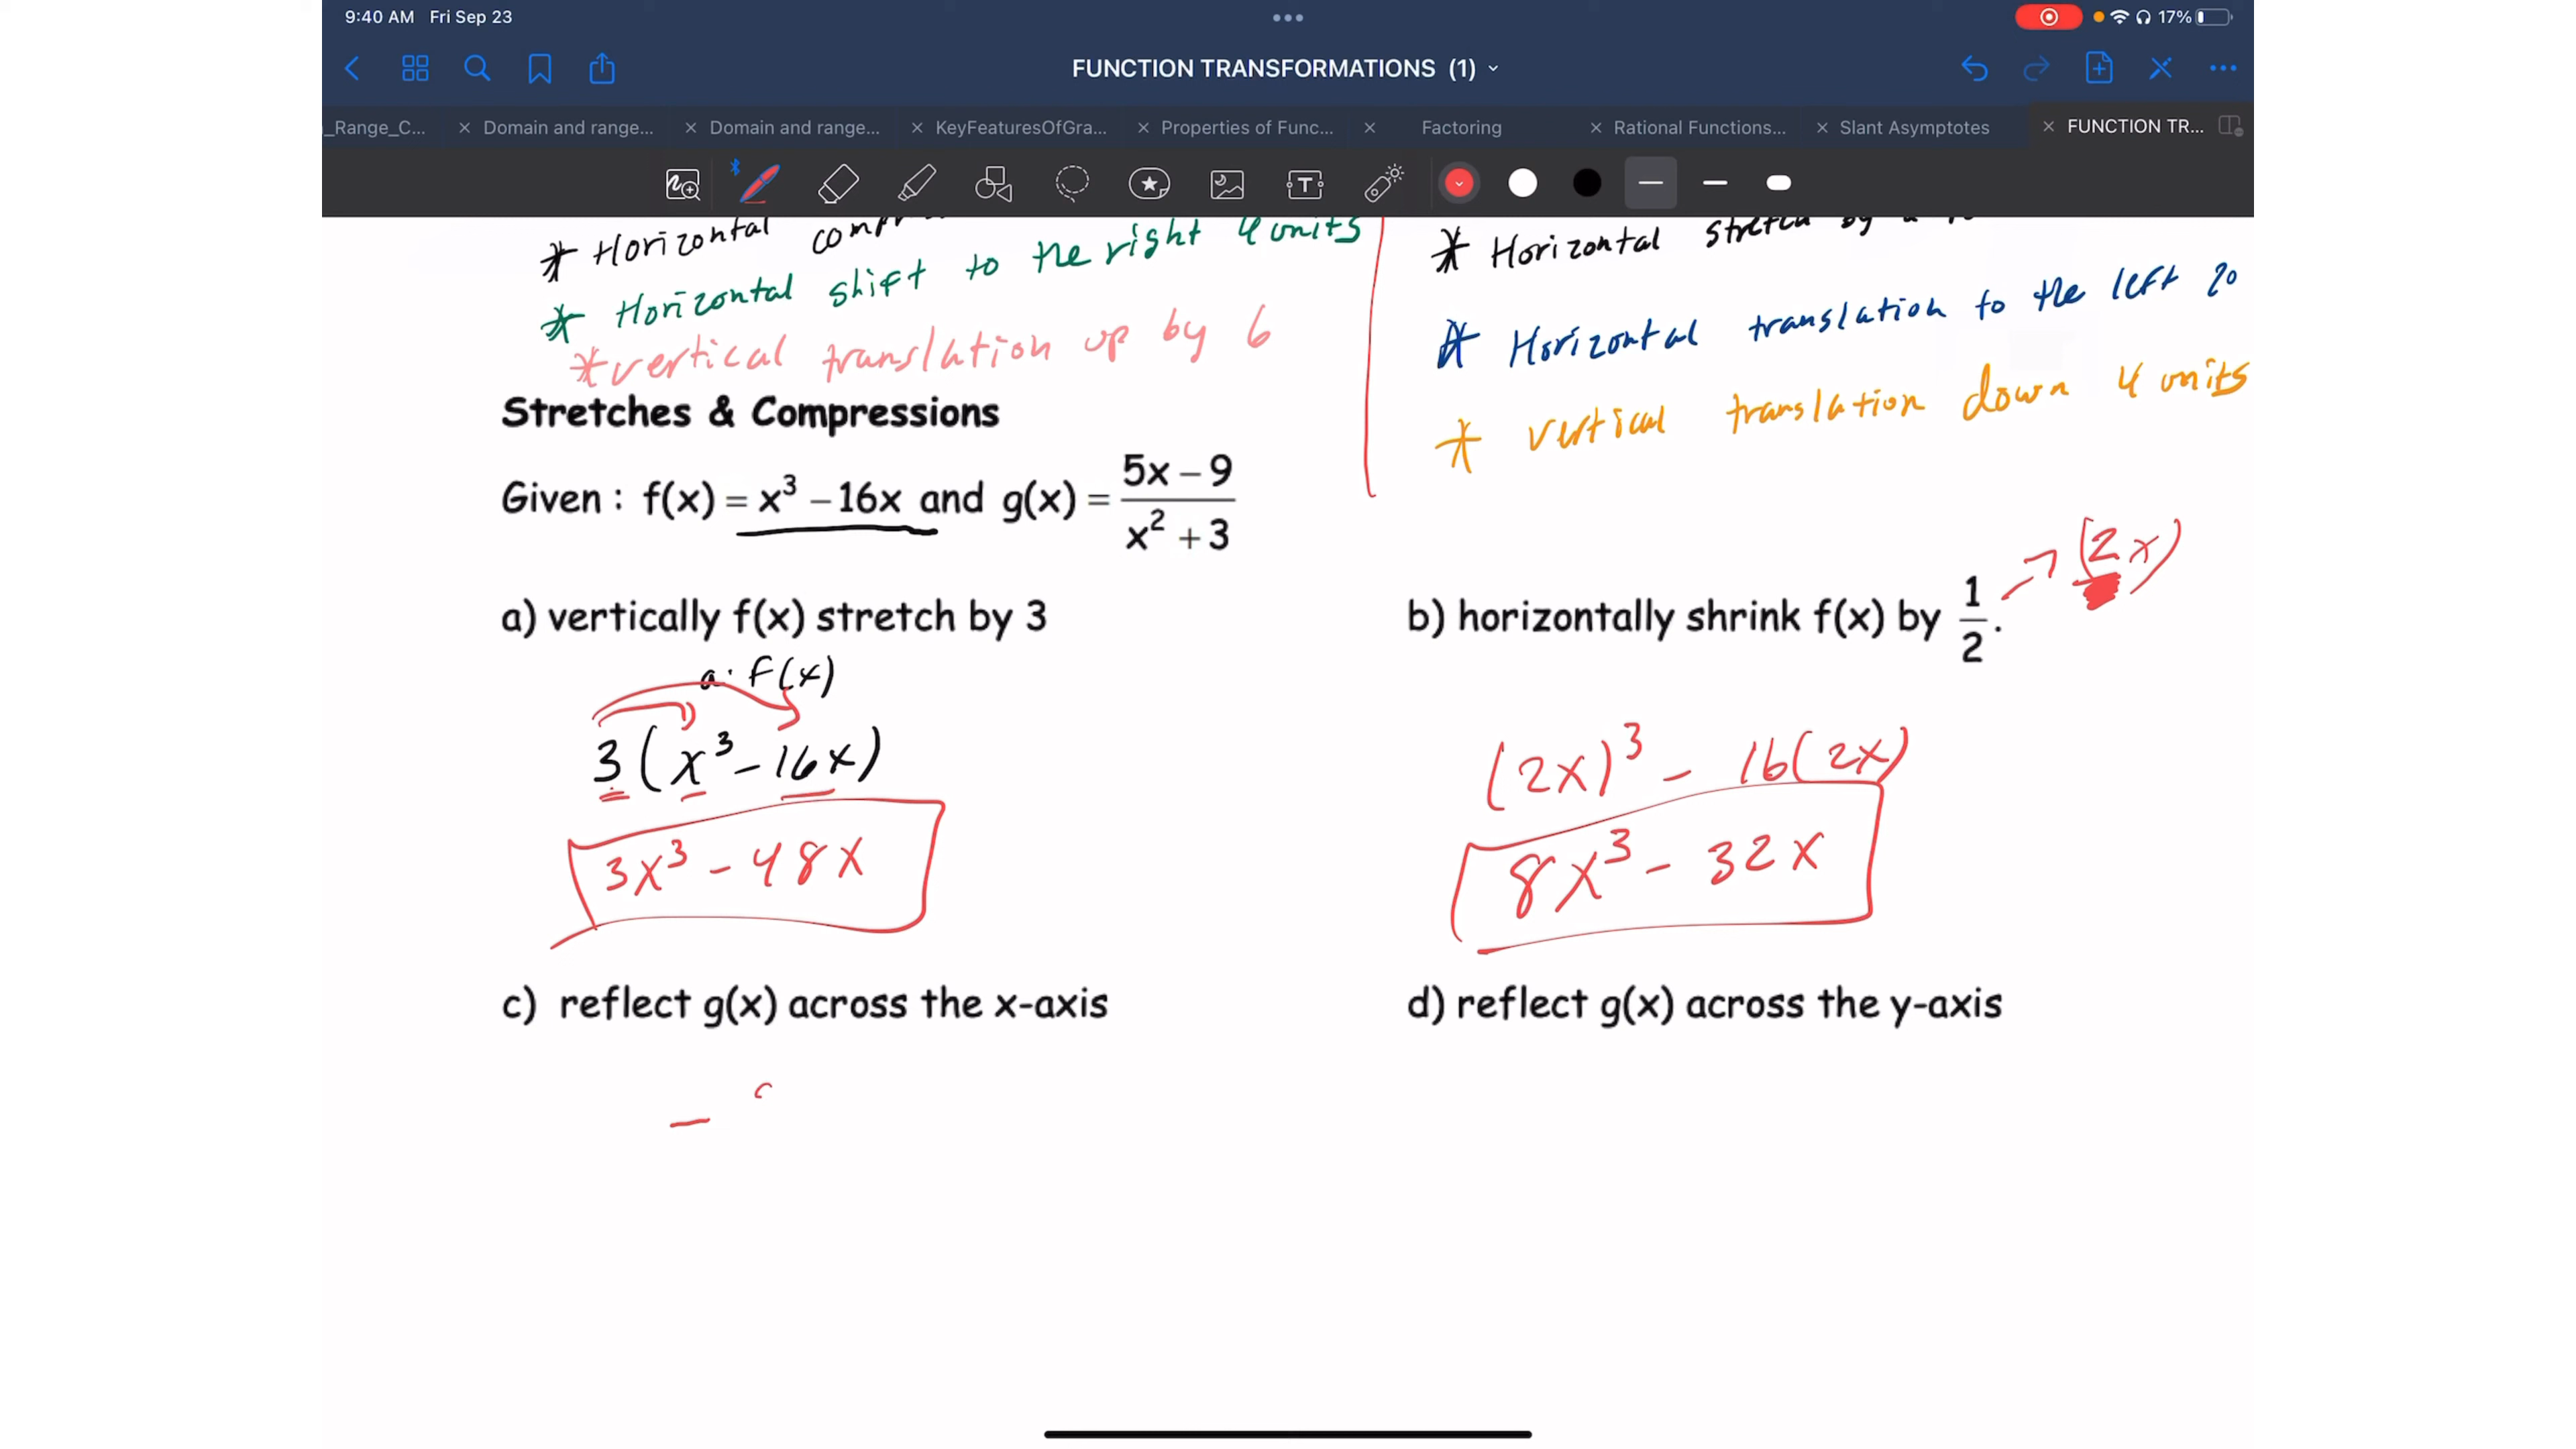 9:40 AM Fri Sep 23
17%
FUNCTION TRANSFORMATIONS (1)
_Range_C... Domain and range... Domain and range... KeyFeaturesOfGra... Properties of Func... Factoring Rational Functions... Slant Asymptotes FUNCTION TR...
* Horizontal
* Horizontal shift to the right 4 units
* vertical translation up by 6
* Horizontal stretch by a
* Horizontal translation to the left 20
* vertical translation down 4 units
Stretches & Compressions
Given : f(x) = x³ − 16x and g(x) = (5x − 9)/(x² + 3)
a) vertically f(x) stretch by 3
a · f(x)
3 ( x³ − 16x )
3x³ − 48x
b) horizontally shrink f(x) by 1/2. → (2x)
(2x)³ − 16(2x)
8x³ − 32x
c) reflect g(x) across the x-axis
−
d) reflect g(x) across the y-axis